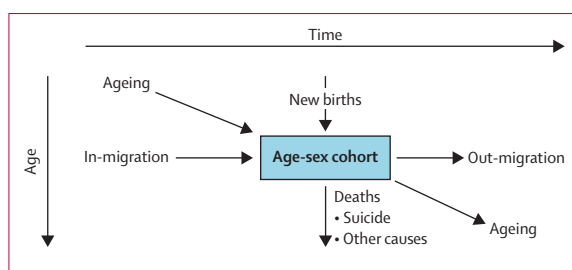 Time
Ageing
New births
Age
In-migration
Age-sex cohort
Out-migration
Deaths
• Suicide
• Other causes
Ageing